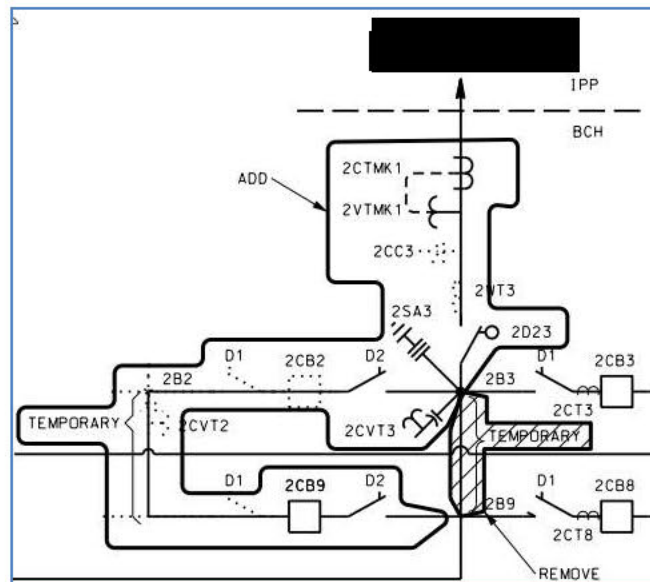 IPP
BCH
2CTMK1
ADD
2VTMK1
2CC3
2WT3
2SA3
2D23
D1 2CB2 D2 D1 2CB3
2B2 2B3
2CT3
TEMPORARY
2CVT2 2CVT3 TEMPORARY
D1 2CB9 D2 D1 2CB8
2B9
2CT8
REMOVE